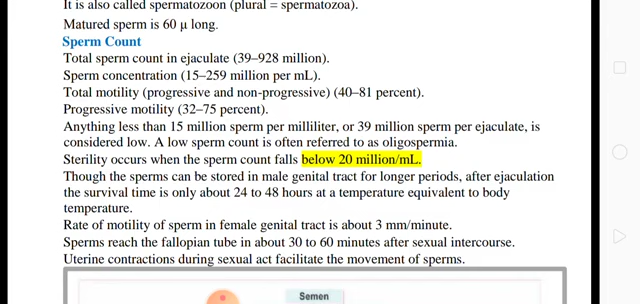 It is also called spermatozoon (plural = spermatozoa).
Matured sperm is 60 μ long.
Sperm Count
Total sperm count in ejaculate (39–928 million).
Sperm concentration (15–259 million per mL).
Total motility (progressive and non-progressive) (40–81 percent).
Progressive motility (32–75 percent).
Anything less than 15 million sperm per milliliter, or 39 million sperm per ejaculate, is
considered low. A low sperm count is often referred to as oligospermia.
Sterility occurs when the sperm count falls below 20 million/mL.
Though the sperms can be stored in male genital tract for longer periods, after ejaculation
the survival time is only about 24 to 48 hours at a temperature equivalent to body
temperature.
Rate of motility of sperm in female genital tract is about 3 mm/minute.
Sperms reach the fallopian tube in about 30 to 60 minutes after sexual intercourse.
Uterine contractions during sexual act facilitate the movement of sperms.
Semen